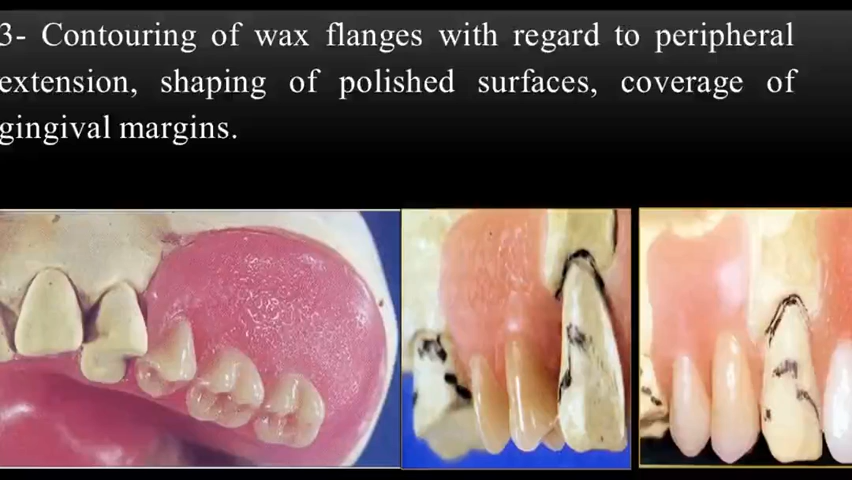 3- Contouring of wax flanges with regard to peripheral
extension, shaping of polished surfaces, coverage of
gingival margins.